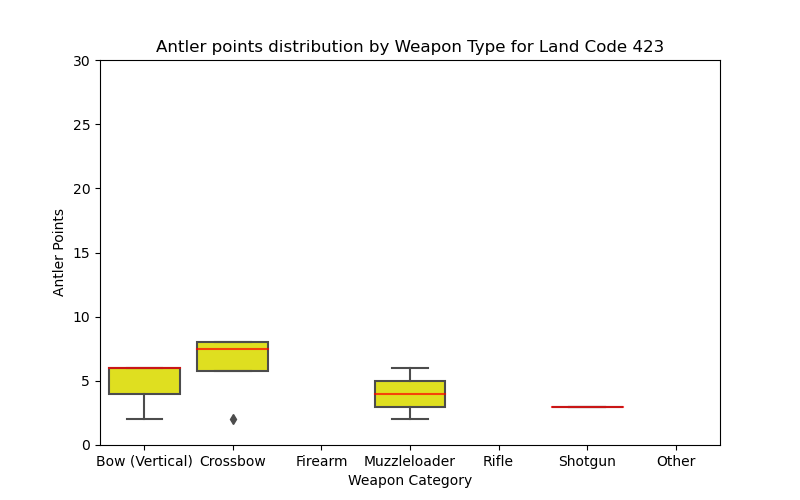 Antler points distribution by Weapon Type for Land Code 423
30
25
20
15
10
5
0
Antler Points
Bow (Vertical) Crossbow Firearm Muzzleloader Rifle Shotgun Other
Weapon Category